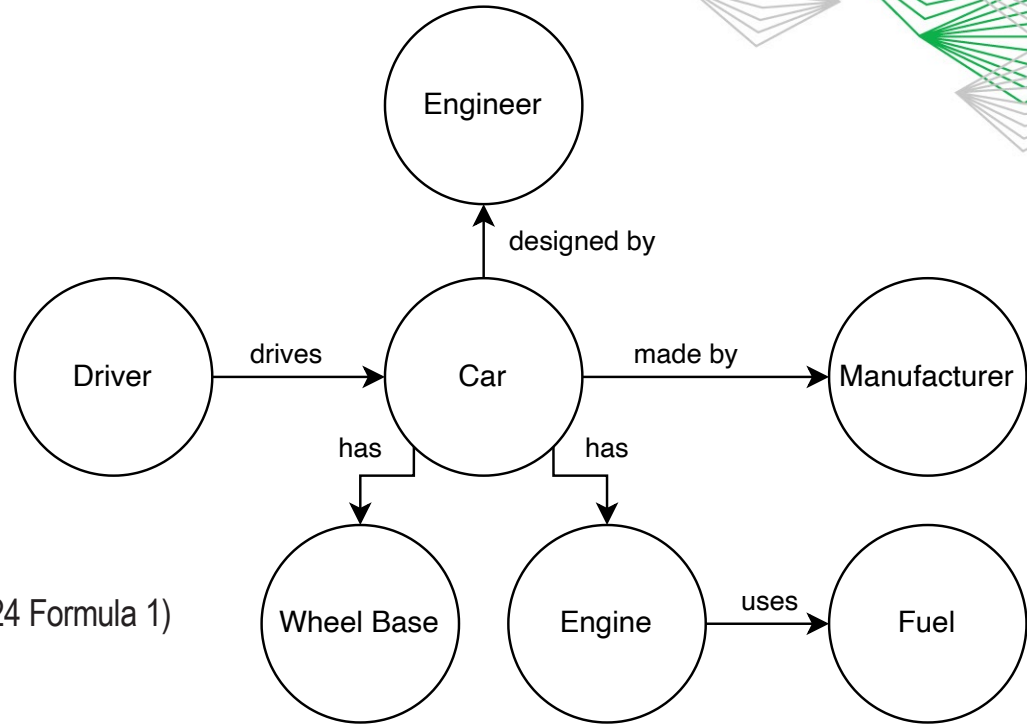 Engineer
designed by
Driver
drives
Car
made by
Manufacturer
has
has
24 Formula 1)
Wheel Base
Engine
uses
Fuel